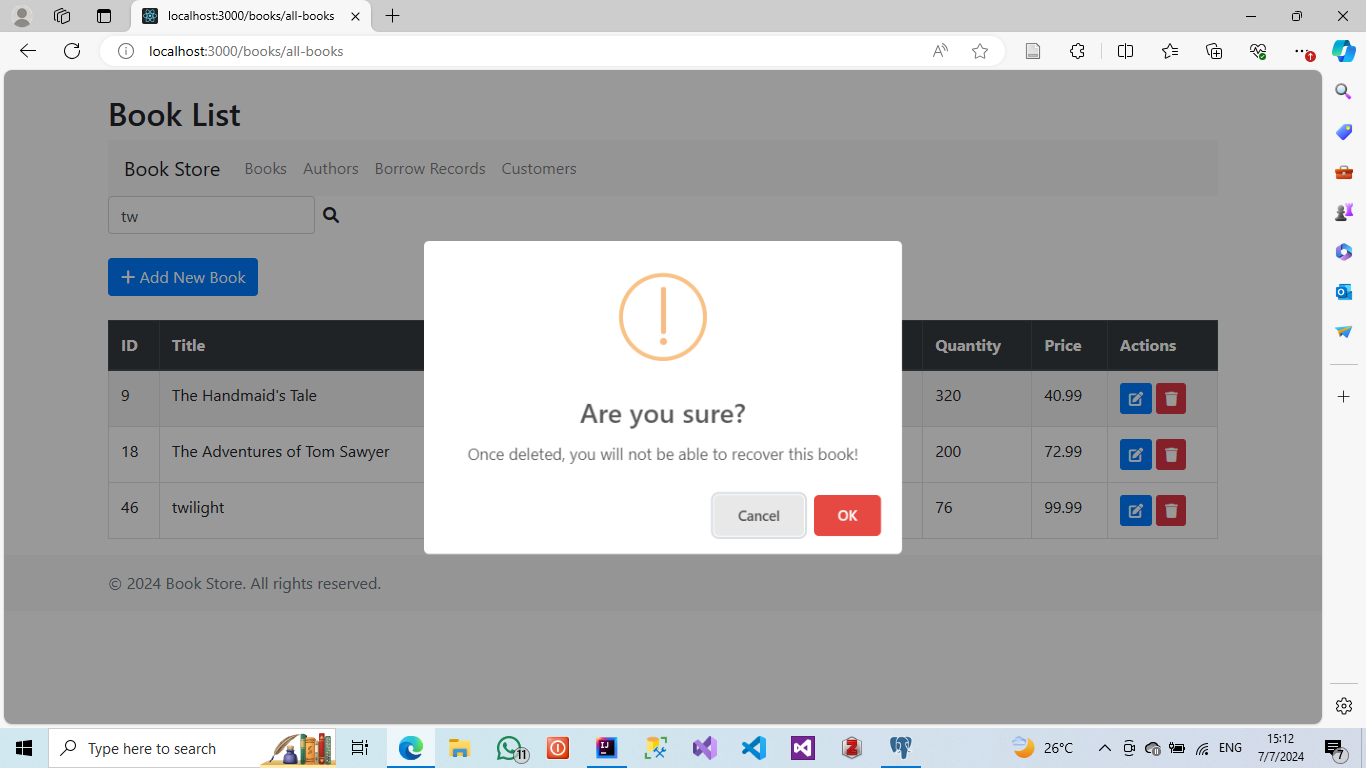 localhost:3000/books/all-books
localhost:3000/books/all-books
Book List
Book Store Books Authors Borrow Records Customers
tw
Add New Book
ID Title Quantity Price Actions
9 The Handmaid's Tale 320 40.99
18 The Adventures of Tom Sawyer 200 72.99
46 twilight 76 99.99
Are you sure?
Once deleted, you will not be able to recover this book!
Cancel OK
© 2024 Book Store. All rights reserved.
Type here to search 11 26°C ENG 15:12
7/7/2024 7